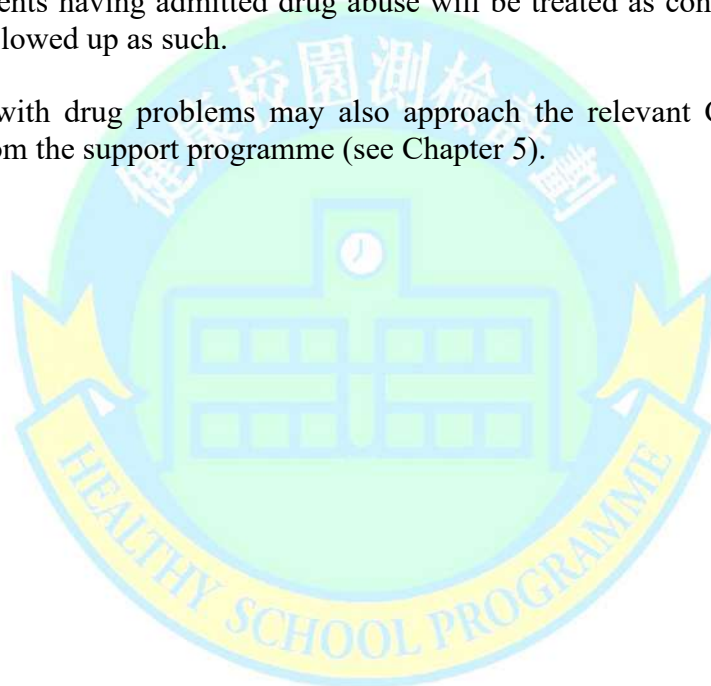 ents having admitted drug abuse will be treated as con
lowed up as such.
with drug problems may also approach the relevant C
om the support programme (see Chapter 5).
健康校園測檢計劃
HEALTHY SCHOOL PROGRAMME